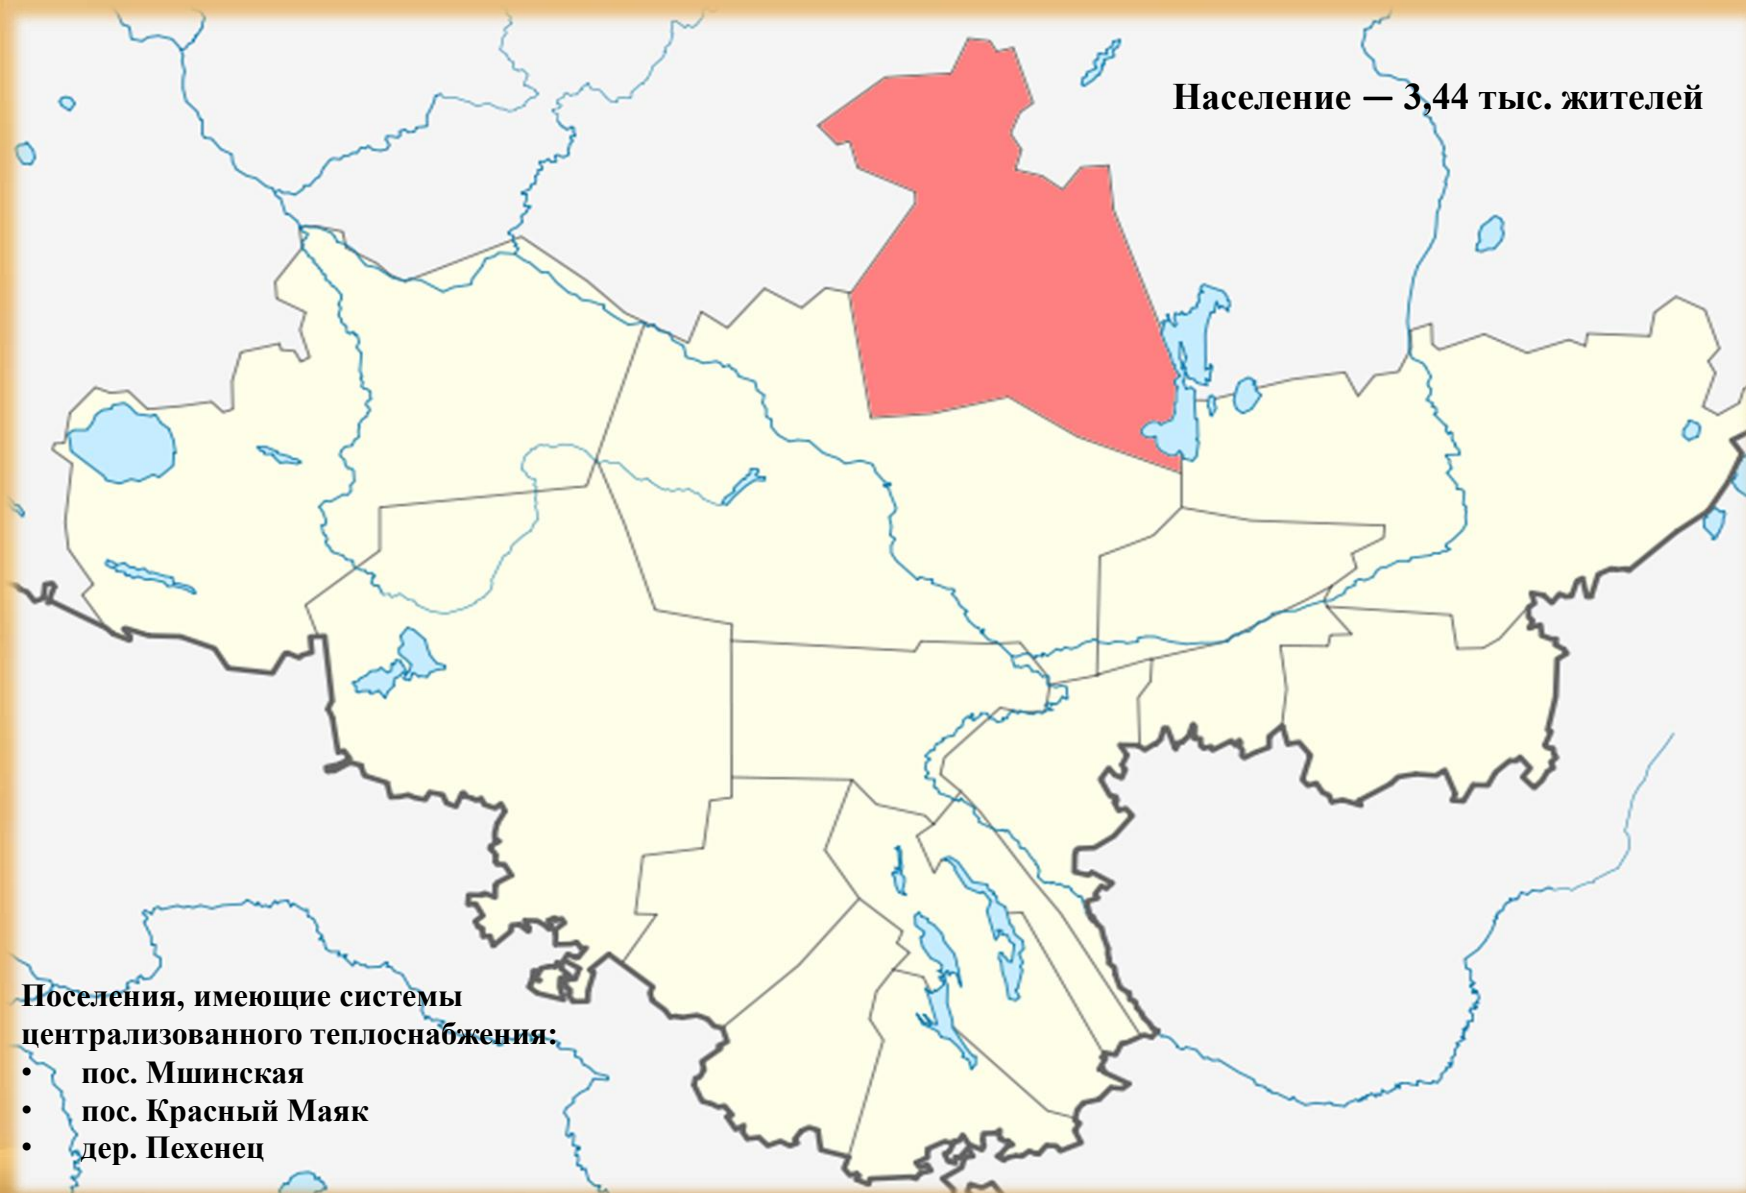 Население — 3,44 тыс. жителей
Поселения, имеющие системы
централизованного теплоснабжения:
• пос. Мшинская
• пос. Красный Маяк
• дер. Пехенец